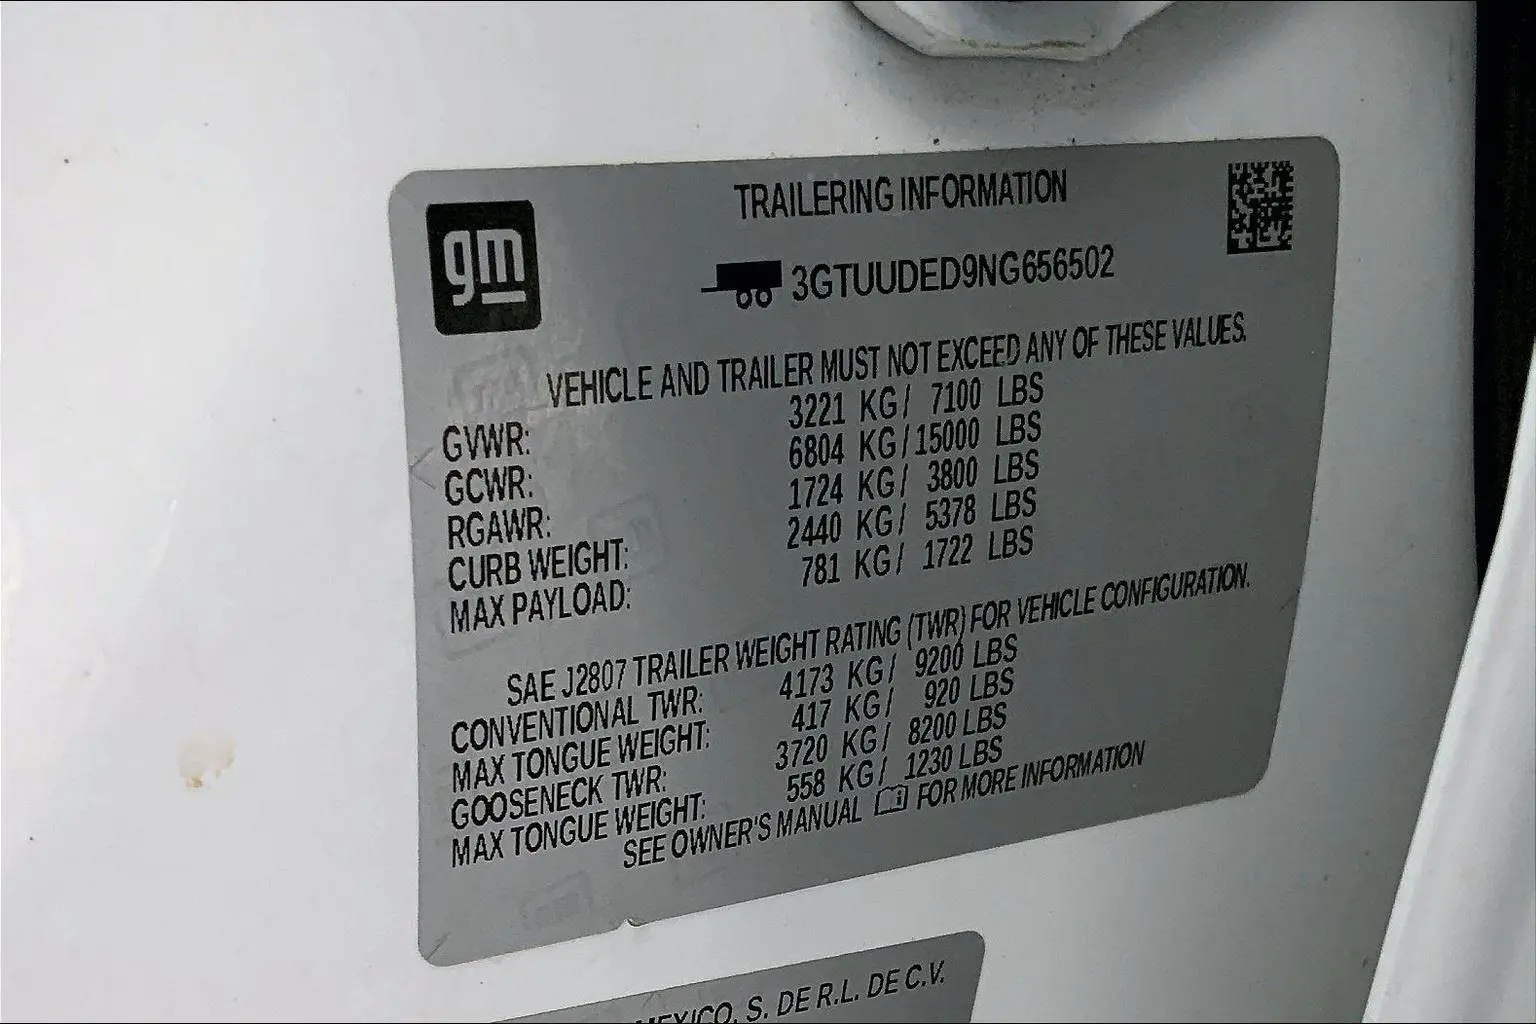 gm
TRAILERING INFORMATION
3GTUUDED9NG656502
VEHICLE AND TRAILER MUST NOT EXCEED ANY OF THESE VALUES.
GVWR: 3221 KG/ 7100 LBS
GCWR: 6804 KG/15000 LBS
RGAWR: 1724 KG/ 3800 LBS
CURB WEIGHT: 2440 KG/ 5378 LBS
MAX PAYLOAD: 781 KG/ 1722 LBS
SAE J2807 TRAILER WEIGHT RATING (TWR) FOR VEHICLE CONFIGURATION.
CONVENTIONAL TWR: 4173 KG/ 9200 LBS
MAX TONGUE WEIGHT: 417 KG/ 920 LBS
GOOSENECK TWR: 3720 KG/ 8200 LBS
MAX TONGUE WEIGHT: 558 KG/ 1230 LBS
SEE OWNER'S MANUAL FOR MORE INFORMATION
MEXICO, S. DE R.L. DE C.V.